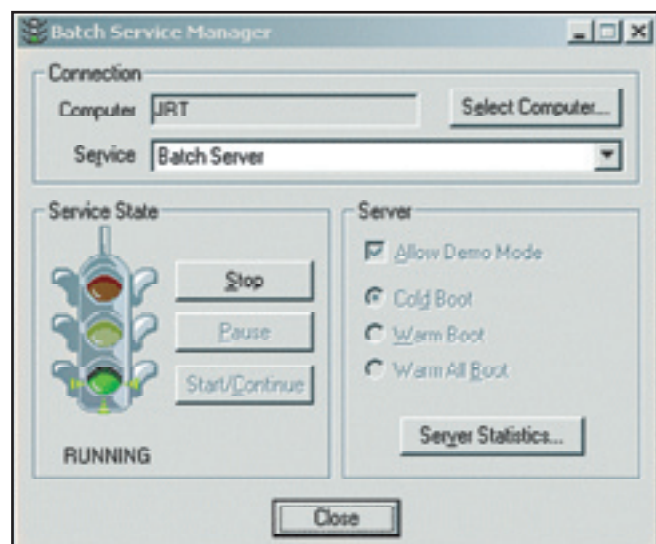 Batch Service Manager
Connection
Computer JRT
Select Computer...
Service Batch Server
Service State
Stop
Pause
Start/Continue
RUNNING
Server
Allow Demo Mode
Cold Boot
Warm Boot
Warm All Boot
Server Statistics...
Close